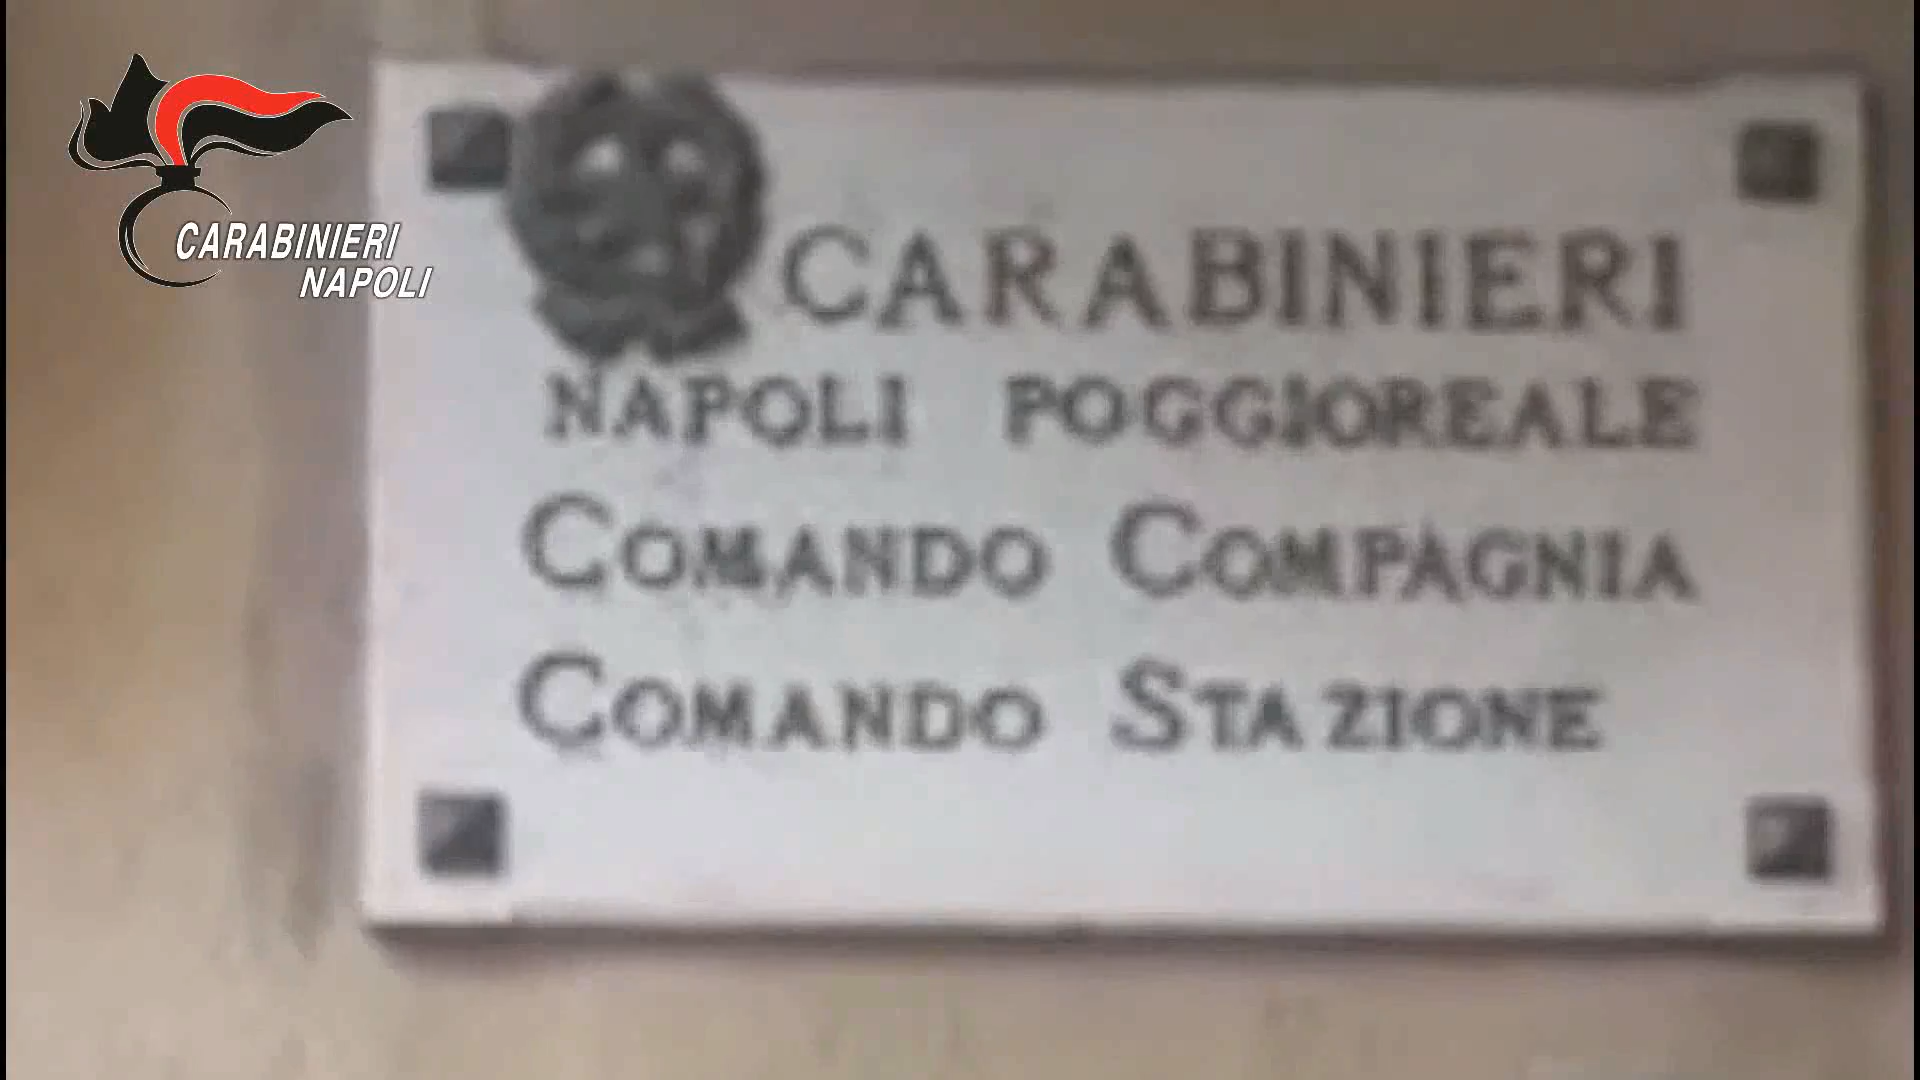 CARABINIERI
NAPOLI
CARABINIERI
NAPOLI POGGIOREALE
COMANDO COMPAGNIA
COMANDO STAZIONE